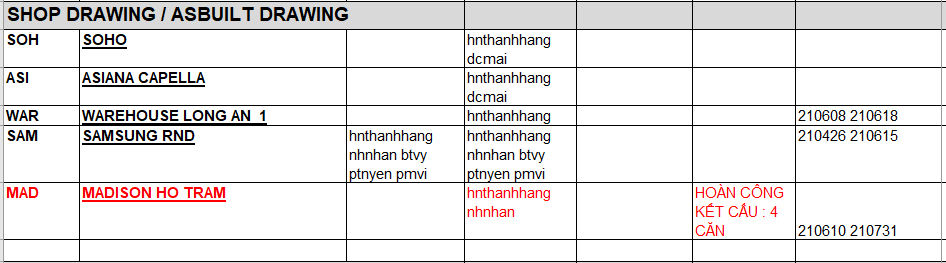 SHOP DRAWING / ASBUILT DRAWING
SOH SOHO hnthanhhang
dcmai
ASI ASIANA CAPELLA hnthanhhang
dcmai
WAR WAREHOUSE LONG AN 1 hnthanhhang 210608 210618
SAM SAMSUNG RND hnthanhhang hnthanhhang 210426 210615
nhnhan btvy nhnhan btvy
ptnyen pmvi ptnyen pmvi
MAD MADISON HO TRAM hnthanhhang HOÀN CÔNG
nhnhan KẾT CẤU : 4
CĂN 210610 210731